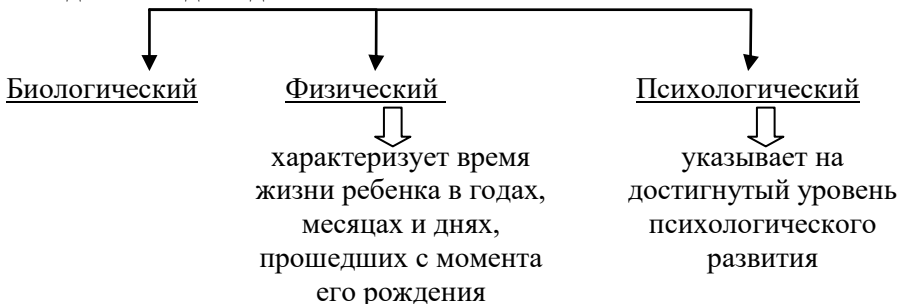 Биологический Физический Психологический
характеризует время
жизни ребенка в годах,
месяцах и днях,
прошедших с момента
его рождения
указывает на
достигнутый уровень
психологического
развития